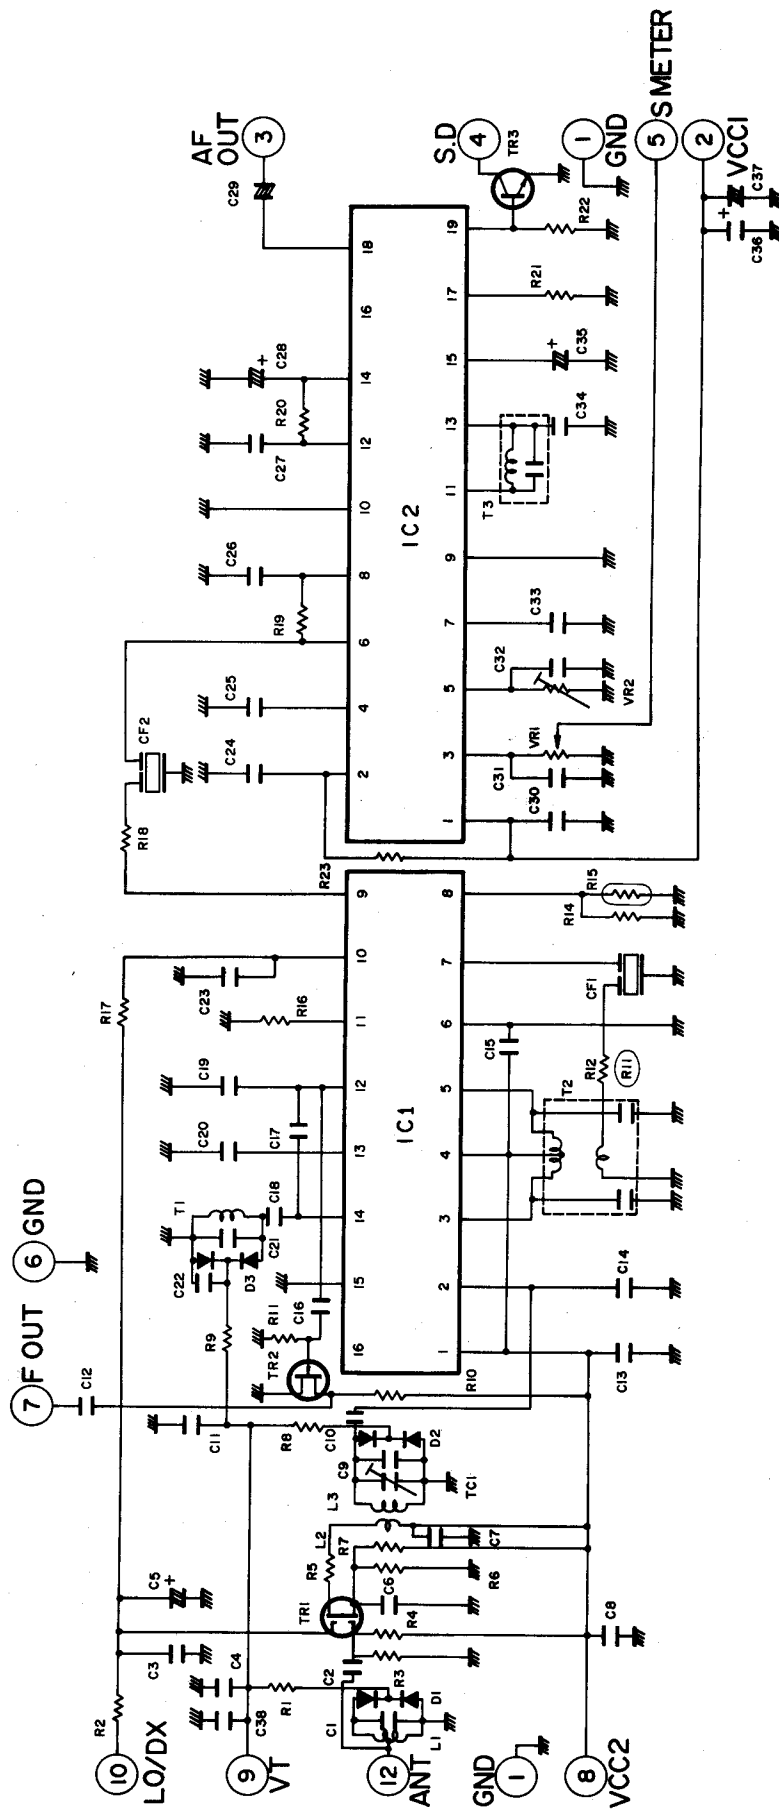 10
LO/DX
R2
C3
C5
+
R17
9
VT
C38
C4
R1
12
ANT
C1
L1
D1
R3
C2
TR1
R4
C6
R5
R6
R7
L2
C7
L3
C9
TC1
D2
C10
R8
C11
GND
1
8
VCC2
C8
7
F OUT
C12
6
GND
R9
C22
D3
T1
C21
C18
C20
C19
C17
R11
C16
TR2
R10
C23
R16
16
15
14
13
12
11
10
9
IC1
1
2
3
4
5
6
7
8
C13
C14
T2
C15
R12
R11
CF1
R14
R15
R18
CF2
R23
C24
C25
R19
C26
C27
R20
C28
+
C29
AF
OUT
3
2
4
6
8
10
12
14
16
18
IC2
1
3
5
7
9
11
13
15
17
19
C30
C31
VR1
C32
VR2
C33
T3
C34
C35
+
R21
R22
TR3
S.D
4
1
GND
5
S METER
2
VCC1
C36
+
C37